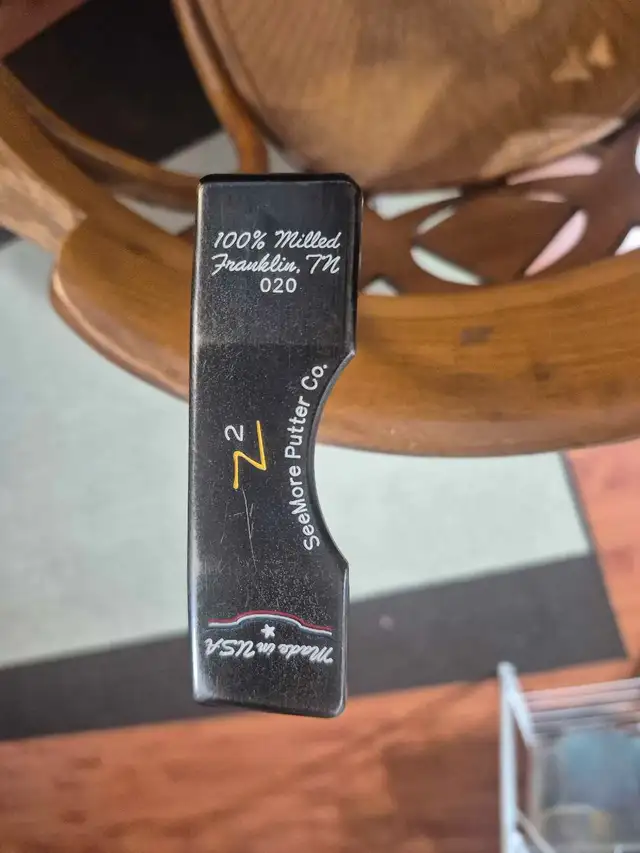 100% Milled
Franklin, TN
020
Z2
SeeMore Putter Co.
Made in USA